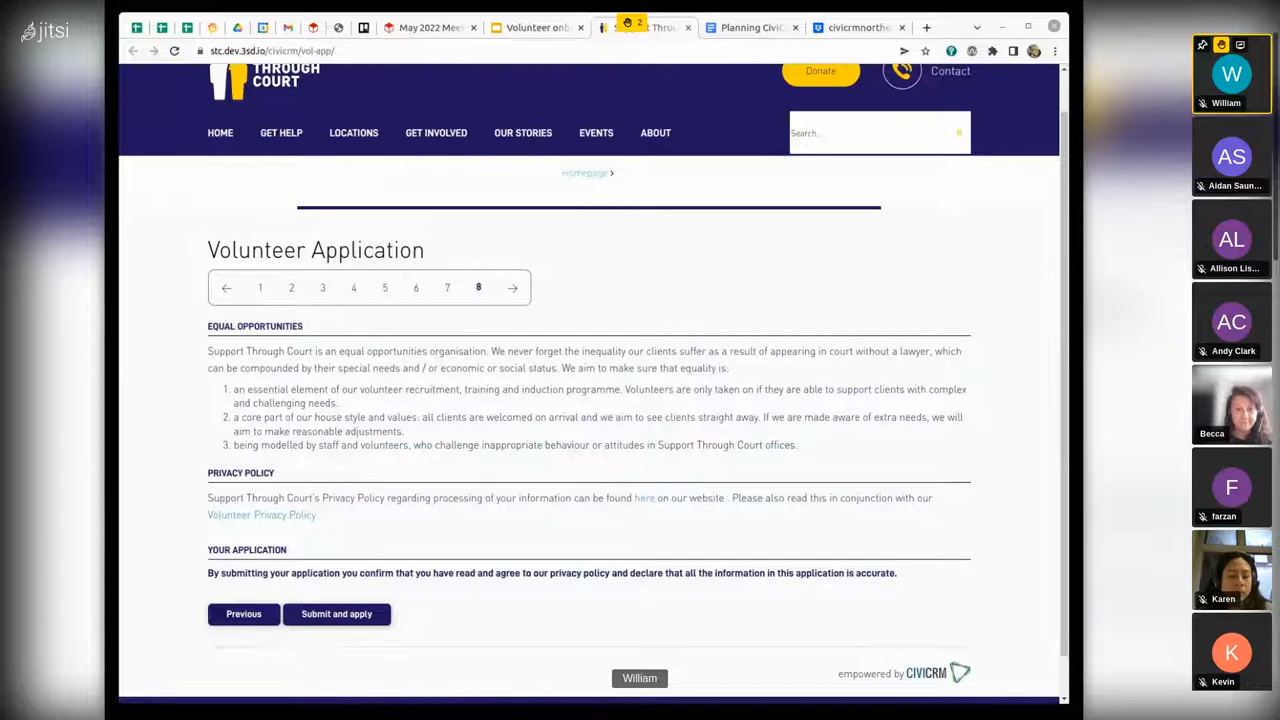 jitsi
May 2022 Mee
Volunteer onb
2
Planning CiviC
civicrmnorthe
stc.dev.3sd.io/civicrm/vol-app/
THROUGH
COURT
Donate
Contact
HOME GET HELP LOCATIONS GET INVOLVED OUR STORIES EVENTS ABOUT
Search..
Homepage >
Volunteer Application
← 1 2 3 4 5 6 7 8 →
EQUAL OPPORTUNITIES
Support Through Court is an equal opportunities organisation. We never forget the inequality our clients suffer as a result of appearing in court without a lawyer, which
can be compounded by their special needs and / or economic or social status. We aim to make sure that equality is:
1. an essential element of our volunteer recruitment, training and induction programme. Volunteers are only taken on if they are able to support clients with complex
and challenging needs.
2. a core part of our house style and values: all clients are welcomed on arrival and we aim to see clients straight away. If we are made aware of extra needs, we will
aim to make reasonable adjustments.
3. being modelled by staff and volunteers, who challenge inappropriate behaviour or attitudes in Support Through Court offices.
PRIVACY POLICY
Support Through Court's Privacy Policy regarding processing of your information can be found here on our website. . Please also read this in conjunction with our
Volunteer Privacy Policy.
YOUR APPLICATION
By submitting your application you confirm that you have read and agree to our privacy policy and declare that all the information in this application is accurate.
Previous
Submit and apply
empowered by CIVICRM
William
W
William
AS
Aidan Saun...
AL
Allison Lis...
AC
Andy Clark
Becca
F
farzan
Karen
K
Kevin